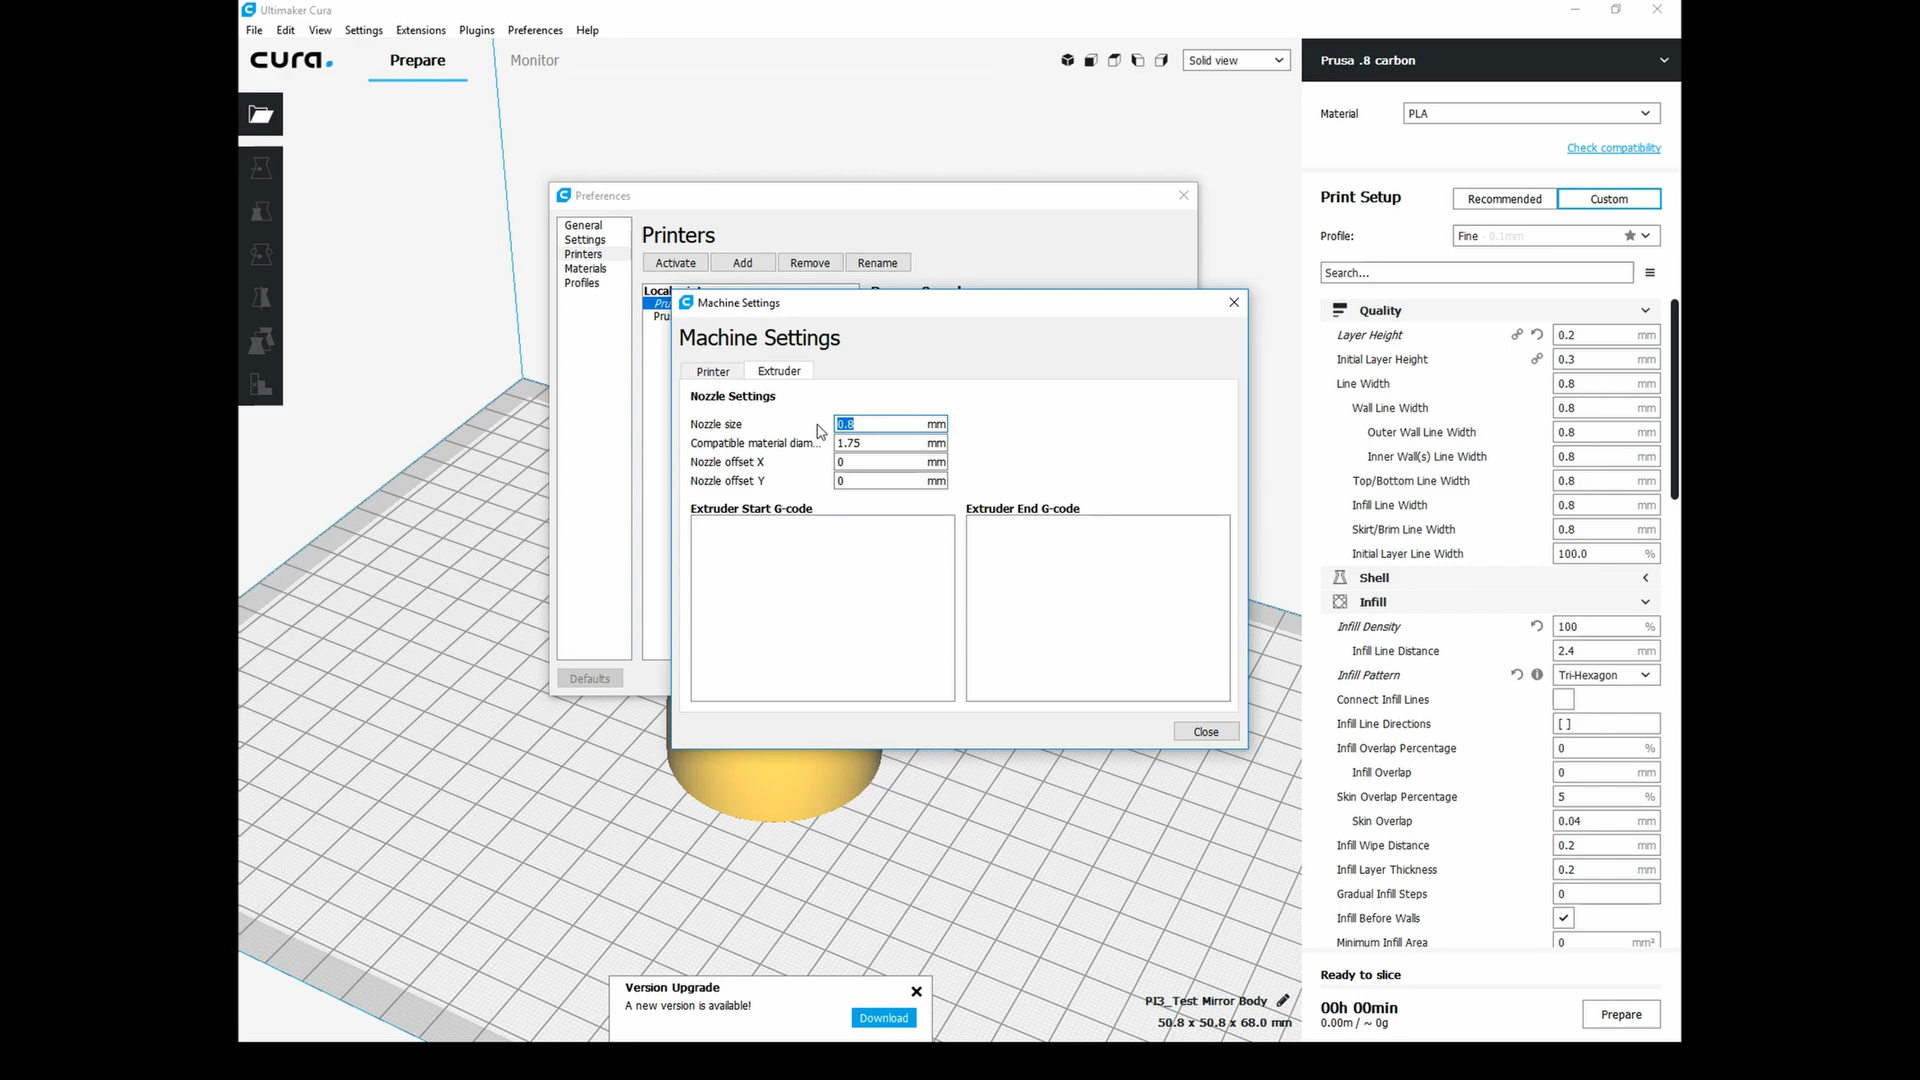 Ultimaker Cura
File Edit View Settings Extensions Plugins Preferences Help
cura.
Prepare
Monitor
Solid view
Prusa .8 carbon
Material
PLA
Check compatibility
Print Setup
Recommended
Custom
Profile:
Fine - 0.1mm
Search...
Quality
Layer Height 0.2 mm
Initial Layer Height 0.3 mm
Line Width 0.8 mm
Wall Line Width 0.8 mm
Outer Wall Line Width 0.8 mm
Inner Wall(s) Line Width 0.8 mm
Top/Bottom Line Width 0.8 mm
Infill Line Width 0.8 mm
Skirt/Brim Line Width 0.8 mm
Initial Layer Line Width 100.0 %
Shell
Infill
Infill Density 100 %
Infill Line Distance 2.4 mm
Infill Pattern Tri-Hexagon
Connect Infill Lines
Infill Line Directions [ ]
Infill Overlap Percentage 0 %
Infill Overlap 0 mm
Skin Overlap Percentage 5 %
Skin Overlap 0.04 mm
Infill Wipe Distance 0.2 mm
Infill Layer Thickness 0.2 mm
Gradual Infill Steps 0
Infill Before Walls
Minimum Infill Area 0 mm²
Ready to slice
00h 00min
0.00m / ~ 0g
Prepare
Preferences
General
Settings
Printers
Materials
Profiles
Defaults
Printers
Activate
Add
Remove
Rename
Local
Pru
Prus
Machine Settings
Machine Settings
Printer
Extruder
Nozzle Settings
Nozzle size 0.8 mm
Compatible material diam... 1.75 mm
Nozzle offset X 0 mm
Nozzle offset Y 0 mm
Extruder Start G-code
Extruder End G-code
Close
Version Upgrade
A new version is available!
Download
PI3_Test Mirror Body
50.8 x 50.8 x 68.0 mm